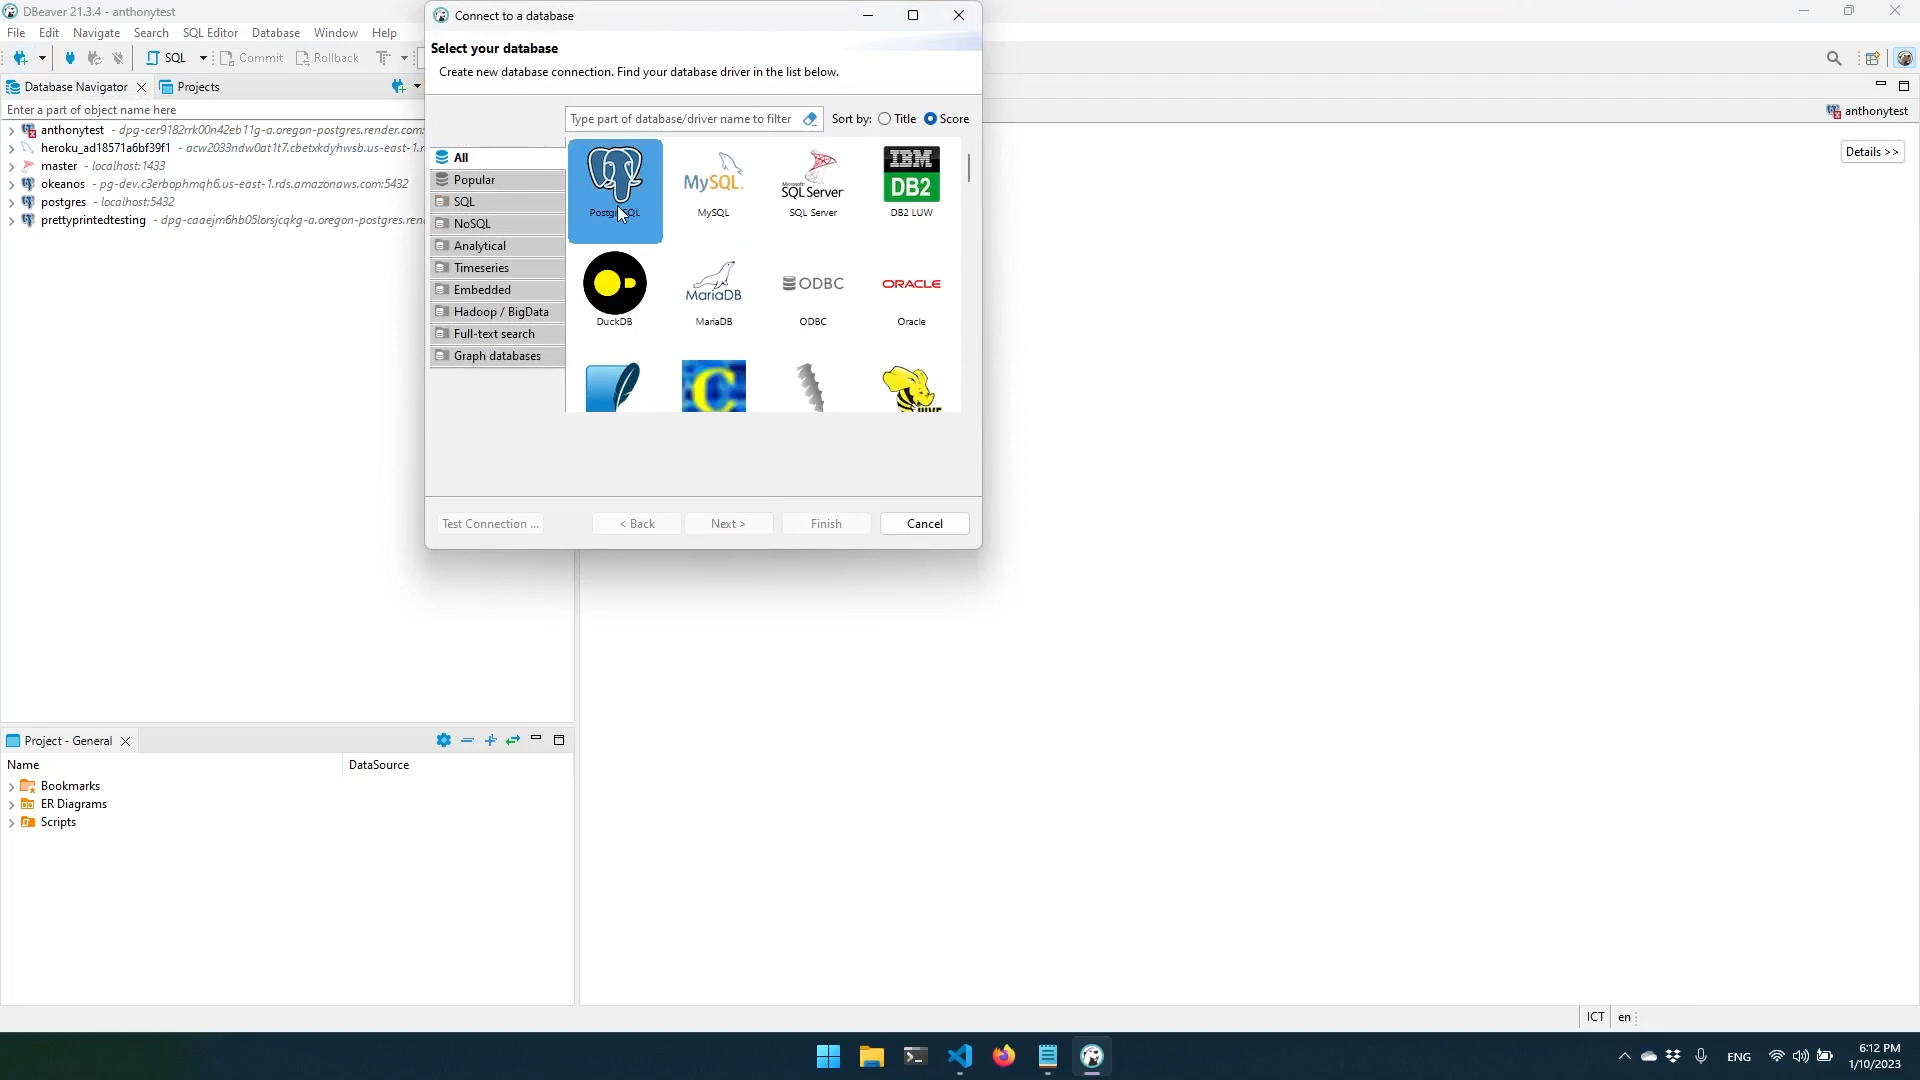 DBeaver 21.3.4 - anthonytest
File Edit Navigate Search SQL Editor Database Window Help
SQL Commit Rollback
Database Navigator Projects
Enter a part of object name here
anthonytest - dpg-cer9182rrk00n42eb11g-a.oregon-postgres.render.com:
heroku_ad18571a6bf39f1 - acw2033ndw0at1t7.cbetxkdyhwsb.us-east-1.r
master - localhost:1433
okeanos - pg-dev.c3erbophmqh6.us-east-1.rds.amazonaws.com:5432
postgres - localhost:5432
prettyprintedtesting - dpg-caaejm6hb05lorsjcqkg-a.oregon-postgres.ren
Connect to a database
Select your database
Create new database connection. Find your database driver in the list below.
Type part of database/driver name to filter
Sort by: Title Score
All
Popular
SQL
NoSQL
Analytical
Timeseries
Embedded
Hadoop / BigData
Full-text search
Graph databases
MySQL
Microsoft SQL Server
IBM DB2
PostgreSQL MySQL SQL Server DB2 LUW
MariaDB ODBC ORACLE
DuckDB MariaDB ODBC Oracle
C
HIVE
Test Connection ... < Back Next > Finish Cancel
anthonytest
Details >>
Project - General
Name DataSource
Bookmarks
ER Diagrams
Scripts
ICT en
ENG
6:12 PM
1/10/2023